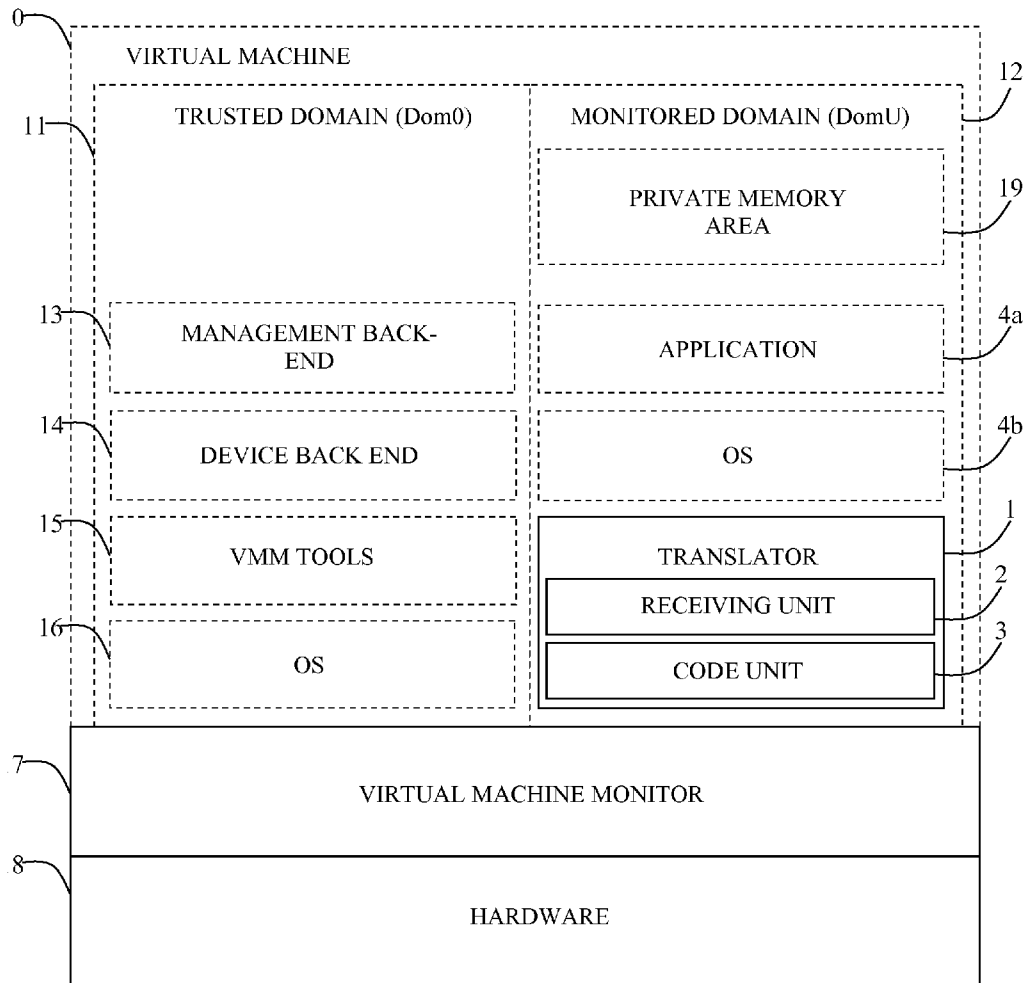 0
VIRTUAL MACHINE
12
11
TRUSTED DOMAIN (Dom0)
MONITORED DOMAIN (DomU)
PRIVATE MEMORY
AREA
19
13
MANAGEMENT BACK-
END
APPLICATION
4a
14
DEVICE BACK END
OS
4b
15
VMM TOOLS
TRANSLATOR
1
RECEIVING UNIT
2
16
OS
CODE UNIT
3
7
VIRTUAL MACHINE MONITOR
8
HARDWARE